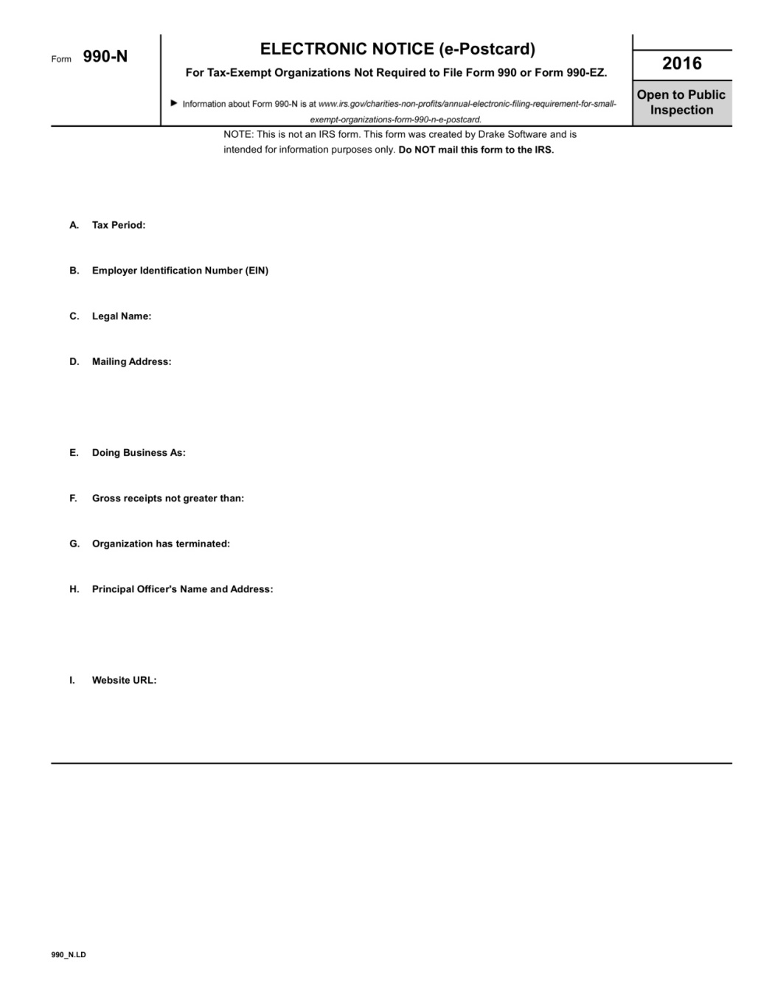 Form 990-N
ELECTRONIC NOTICE (e-Postcard)
For Tax-Exempt Organizations Not Required to File Form 990 or Form 990-EZ.
▶ Information about Form 990-N is at www.irs.gov/charities-non-profits/annual-electronic-filing-requirement-for-small-
exempt-organizations-form-990-n-e-postcard.
2016
Open to Public
Inspection
NOTE: This is not an IRS form. This form was created by Drake Software and is
intended for information purposes only. Do NOT mail this form to the IRS.
A. Tax Period:
B. Employer Identification Number (EIN)
C. Legal Name:
D. Mailing Address:
E. Doing Business As:
F. Gross receipts not greater than:
G. Organization has terminated:
H. Principal Officer's Name and Address:
I. Website URL:
990_N.LD